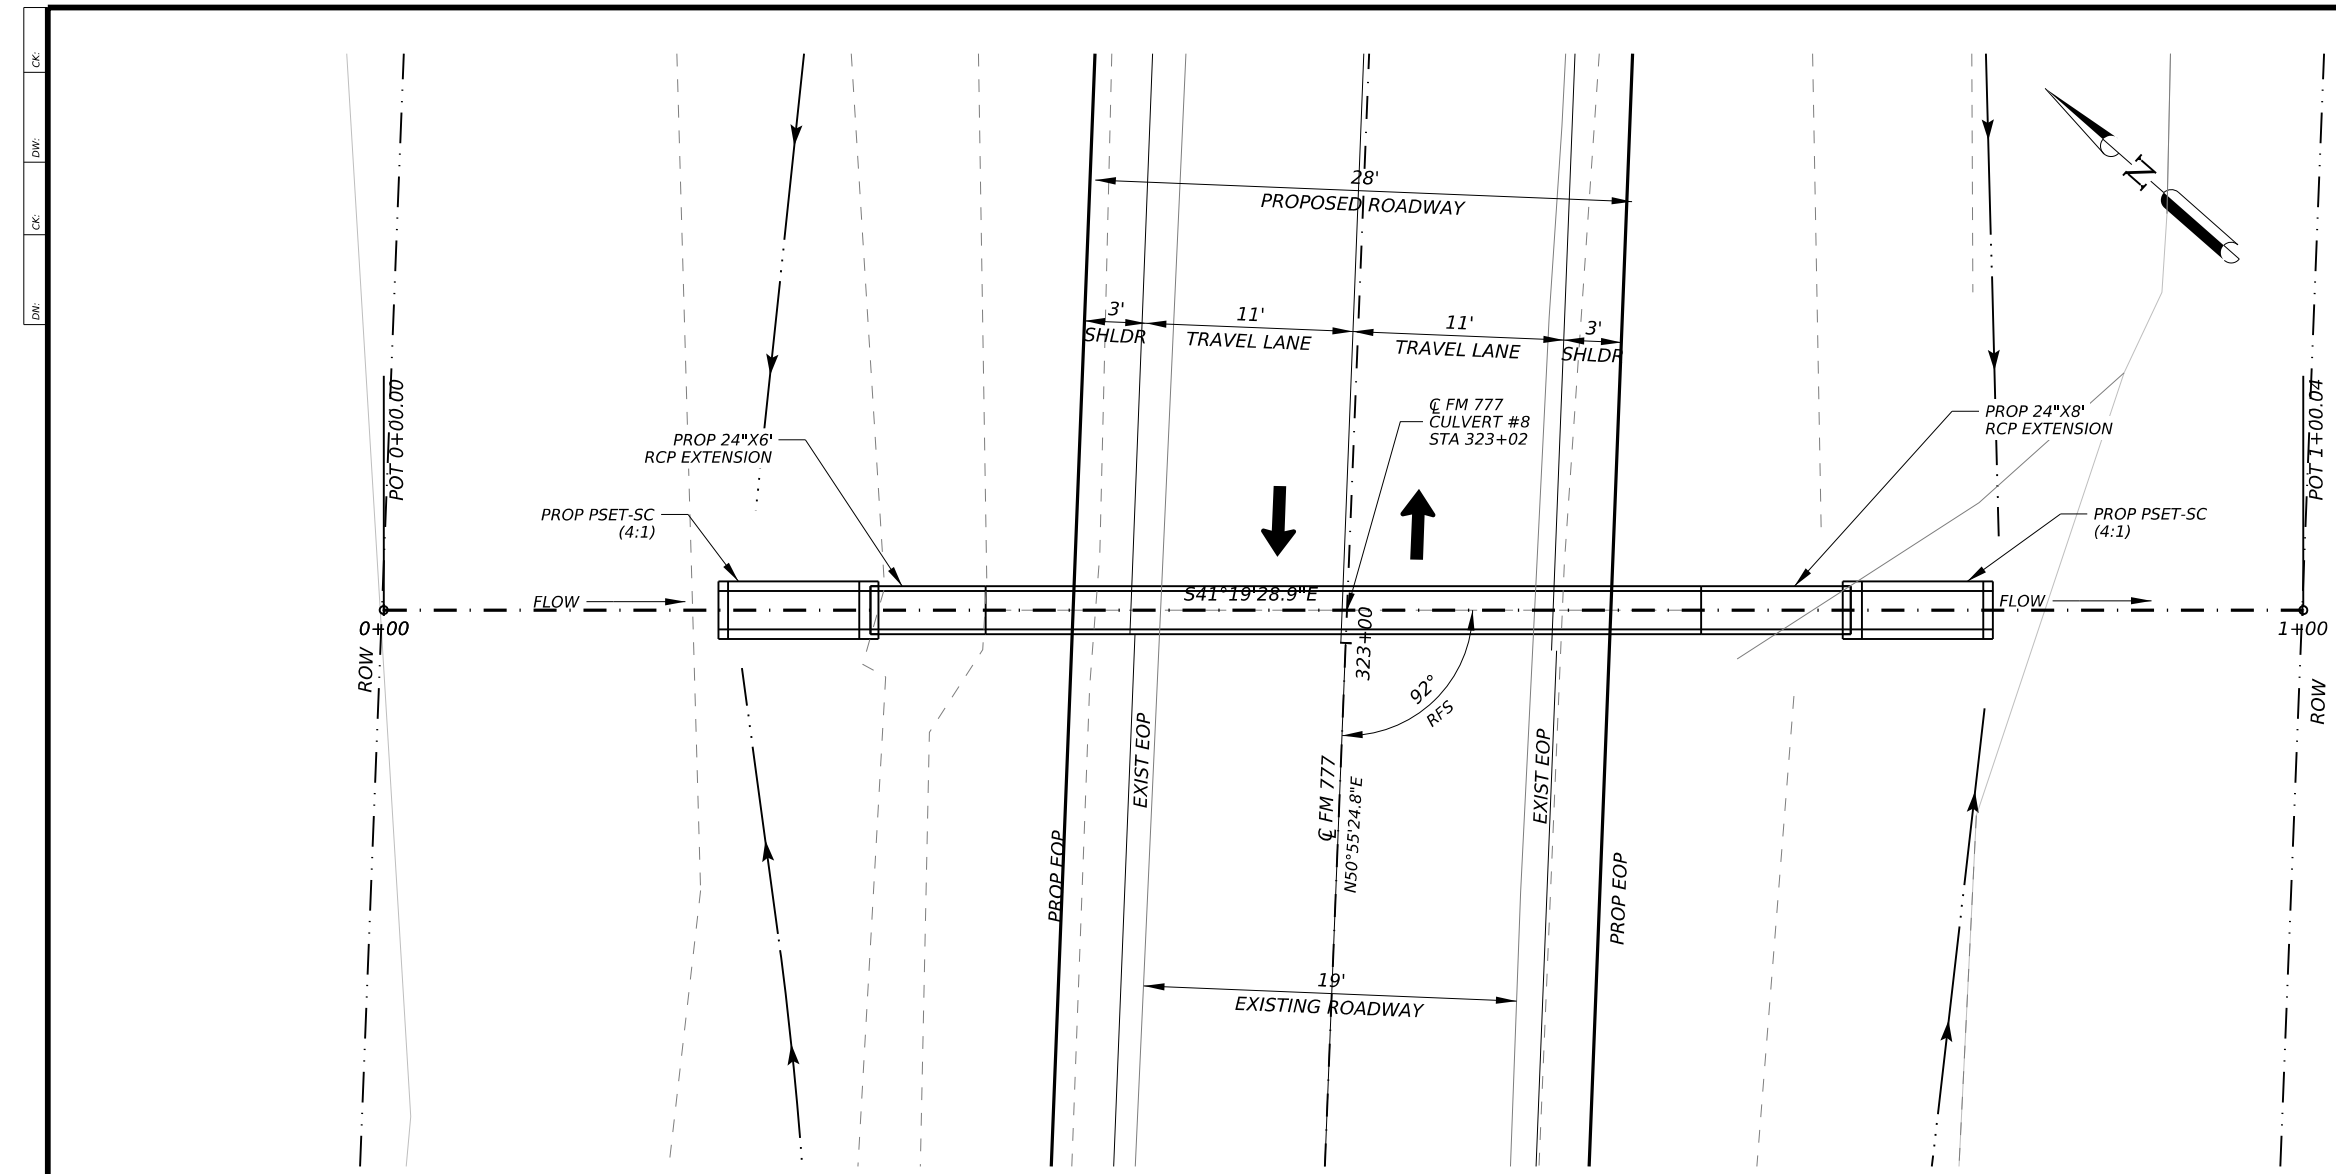 CK:
DW:
CK:
DN:
N
28'
PROPOSED ROADWAY
3'
SHLDR
11'
TRAVEL LANE
11'
TRAVEL LANE
3'
SHLDR
POT 0+00.00
POT 1+00.04
℄ FM 777
CULVERT #8
STA 323+02
PROP 24"X6'
RCP EXTENSION
PROP 24"X8'
RCP EXTENSION
PROP PSET-SC
(4:1)
PROP PSET-SC
(4:1)
FLOW
S41°19'28.9"E
FLOW
0+00
1+00
ROW
323+00
92°
RFS
ROW
EXIST EOP
EXIST EOP
℄ FM 777
N50°55'24.8"E
PROP EOP
PROP EOP
19'
EXISTING ROADWAY